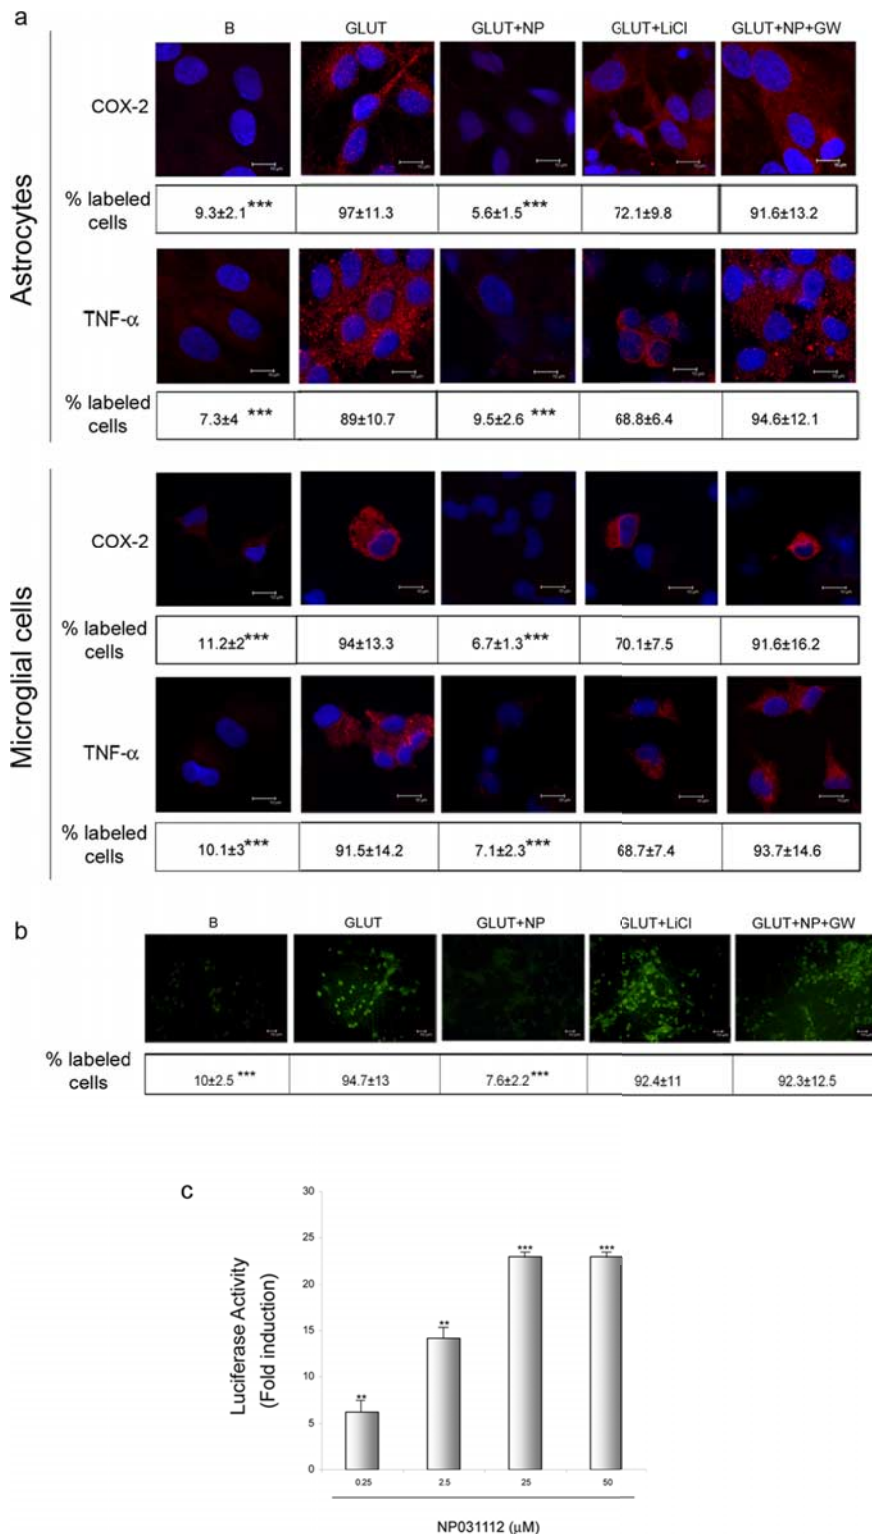 a
B GLUT GLUT+NP GLUT+LiCl GLUT+NP+GW
Astrocytes
COX-2
% labeled cells
9.3±2.1*** 97±11.3 5.6±1.5*** 72.1±9.8 91.6±13.2
TNF-α
% labeled cells
7.3±4 *** 89±10.7 9.5±2.6 *** 68.8±6.4 94.6±12.1
Microglial cells
COX-2
% labeled cells
11.2±2*** 94±13.3 6.7±1.3*** 70.1±7.5 91.6±16.2
TNF-α
% labeled cells
10.1±3*** 91.5±14.2 7.1±2.3*** 68.7±7.4 93.7±14.6
b
B GLUT GLUT+NP GLUT+LiCl GLUT+NP+GW
% labeled cells
10±2.5 *** 94.7±13 7.6±2.2*** 92.4±11 92.3±12.5
c
Luciferase Activity
(Fold induction)
30
25
20
15
10
5
0
** ** *** ***
0.25 2.5 25 50
NP031112 (µM)